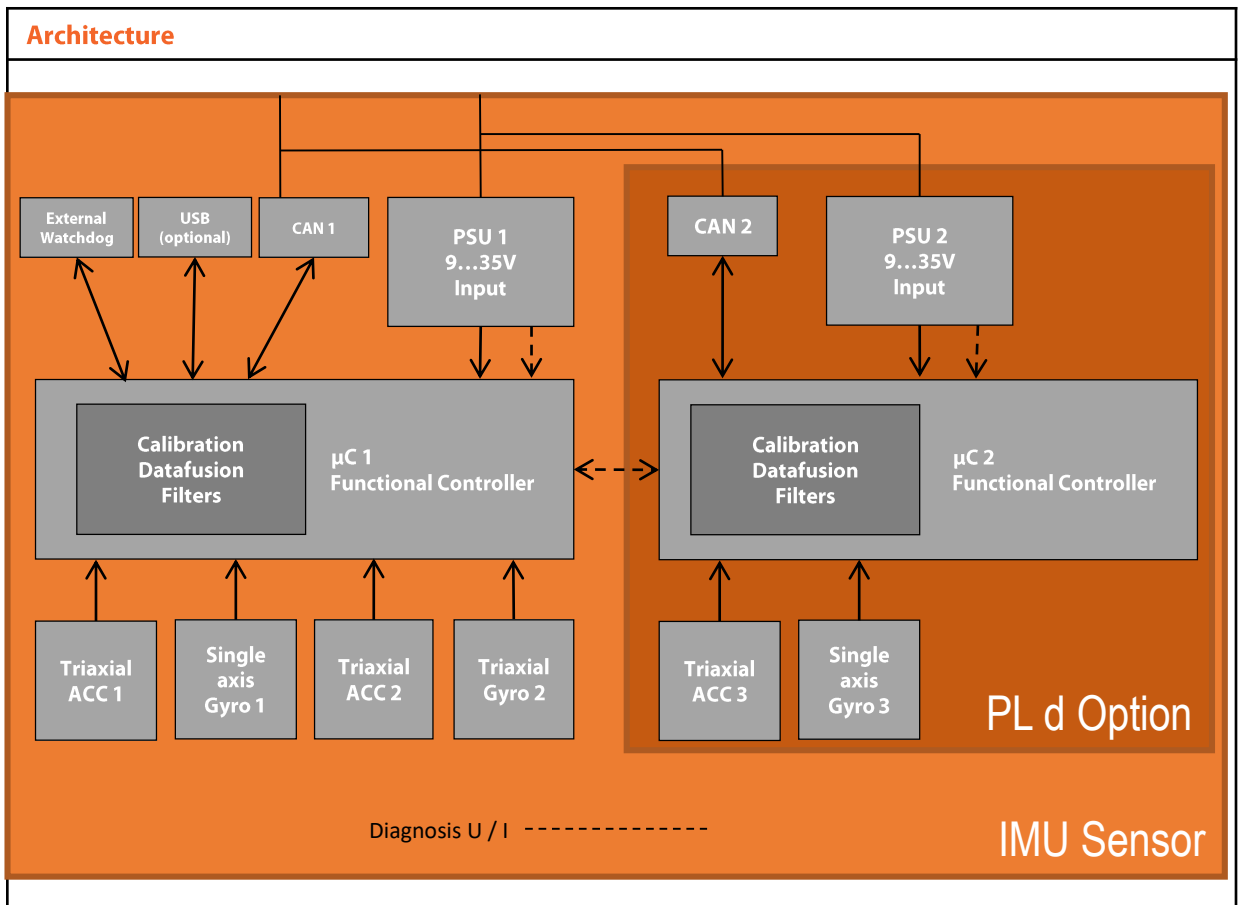 Architecture
External
Watchdog
USB
(optional)
CAN 1
PSU 1
9...35V
Input
CAN 2
PSU 2
9...35V
Input
Calibration
Datafusion
Filters
µC 1
Functional Controller
Calibration
Datafusion
Filters
µC 2
Functional Controller
Triaxial
ACC 1
Single
axis
Gyro 1
Triaxial
ACC 2
Triaxial
Gyro 2
Triaxial
ACC 3
Single
axis
Gyro 3
PL d Option
Diagnosis U / I
IMU Sensor